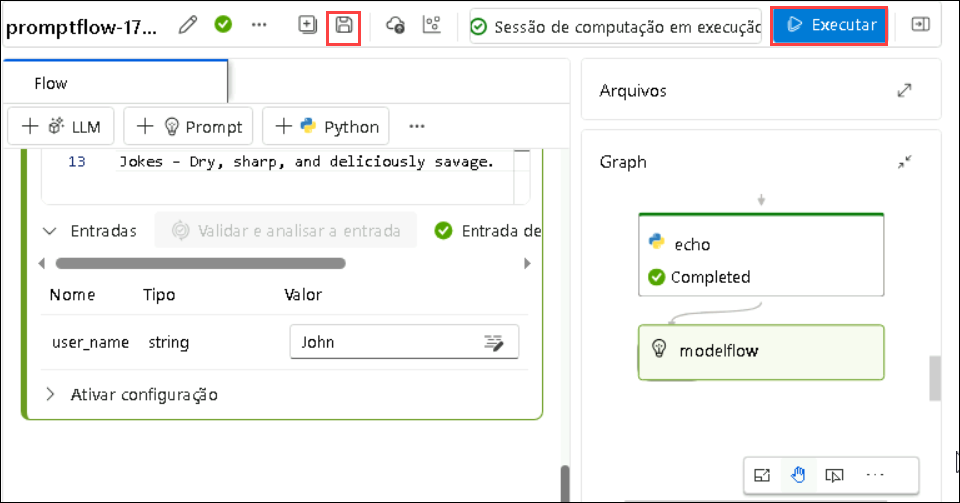 promptflow-17...
Sessão de computação em execução
Executar
Flow
LLM
Prompt
Python
...
13 Jokes - Dry, sharp, and deliciously savage.
Entradas
Validar e analisar a entrada
Entrada de
Nome Tipo Valor
user_name string John
Ativar configuração
Arquivos
Graph
echo
Completed
modelflow